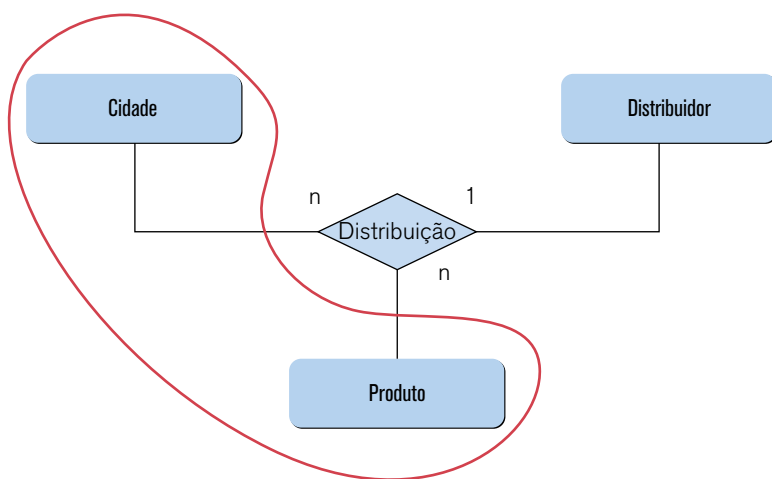 Cidade
Distribuidor
n
1
Distribuição
n
Produto